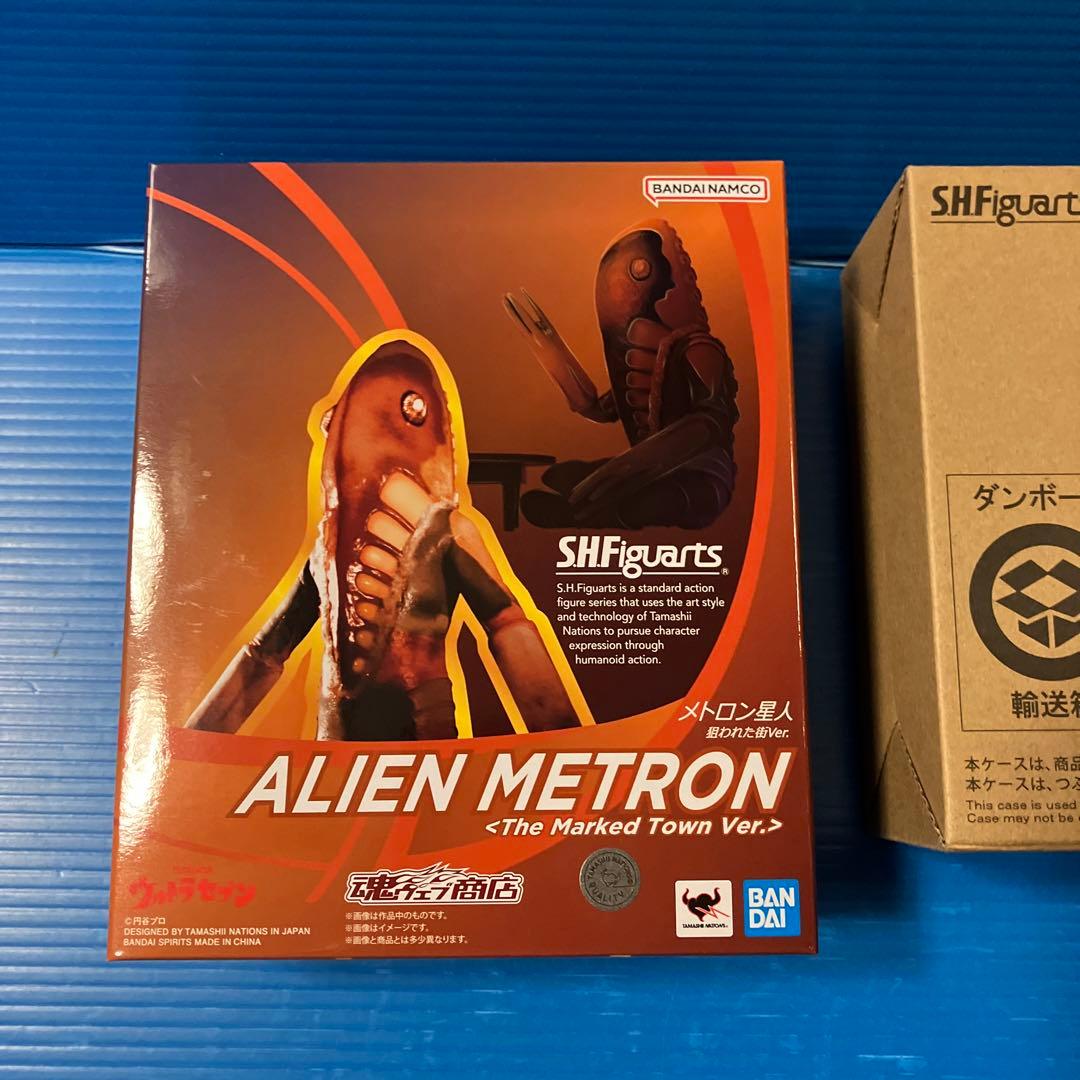 BANDAI NAMCO
S.H.Figuarts
S.H.Figuarts is a standard action
figure series that uses the art style
and technology of Tamashii
Nations to pursue character
expression through
humanoid action.
メトロン星人
狙われた街Ver.
ALIEN METRON
<The Marked Town Ver.>
ウルトラセブン
©円谷プロ
DESIGNED BY TAMASHII NATIONS IN JAPAN
BANDAI SPIRITS MADE IN CHINA
魂ウェブ商店
※画像は作品中のものです。
※画像はイメージです。
※画像と商品とは多少異なります。
TAMASHII NATIONS
QUALITY
TAMASHII NATIONS
BAN
DAI
S.H.Figuarts
ダンボー
輸送箱
本ケースは、商品
本ケースは、つぶ
This case is used
Case may not be